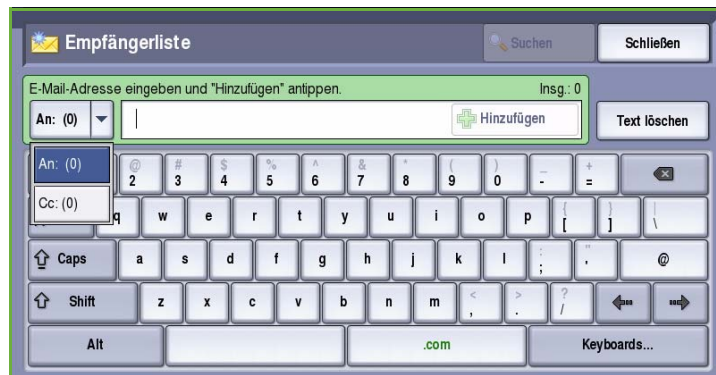 Empfängerliste Suchen Schließen
E-Mail-Adresse eingeben und "Hinzufügen" antippen. Insg.: 0
An: (0) Hinzufügen Text löschen
An: (0)
Cc: (0)
@ # $ % ^ & * ( ) _ +
2 3 4 5 6 7 8 9 0 - =
q w e r t y u i o p { [ } ] | \
Caps a s d f g h j k l : ; " ' @
Shift z x c v b n m < , > . ? /
Alt .com Keyboards...